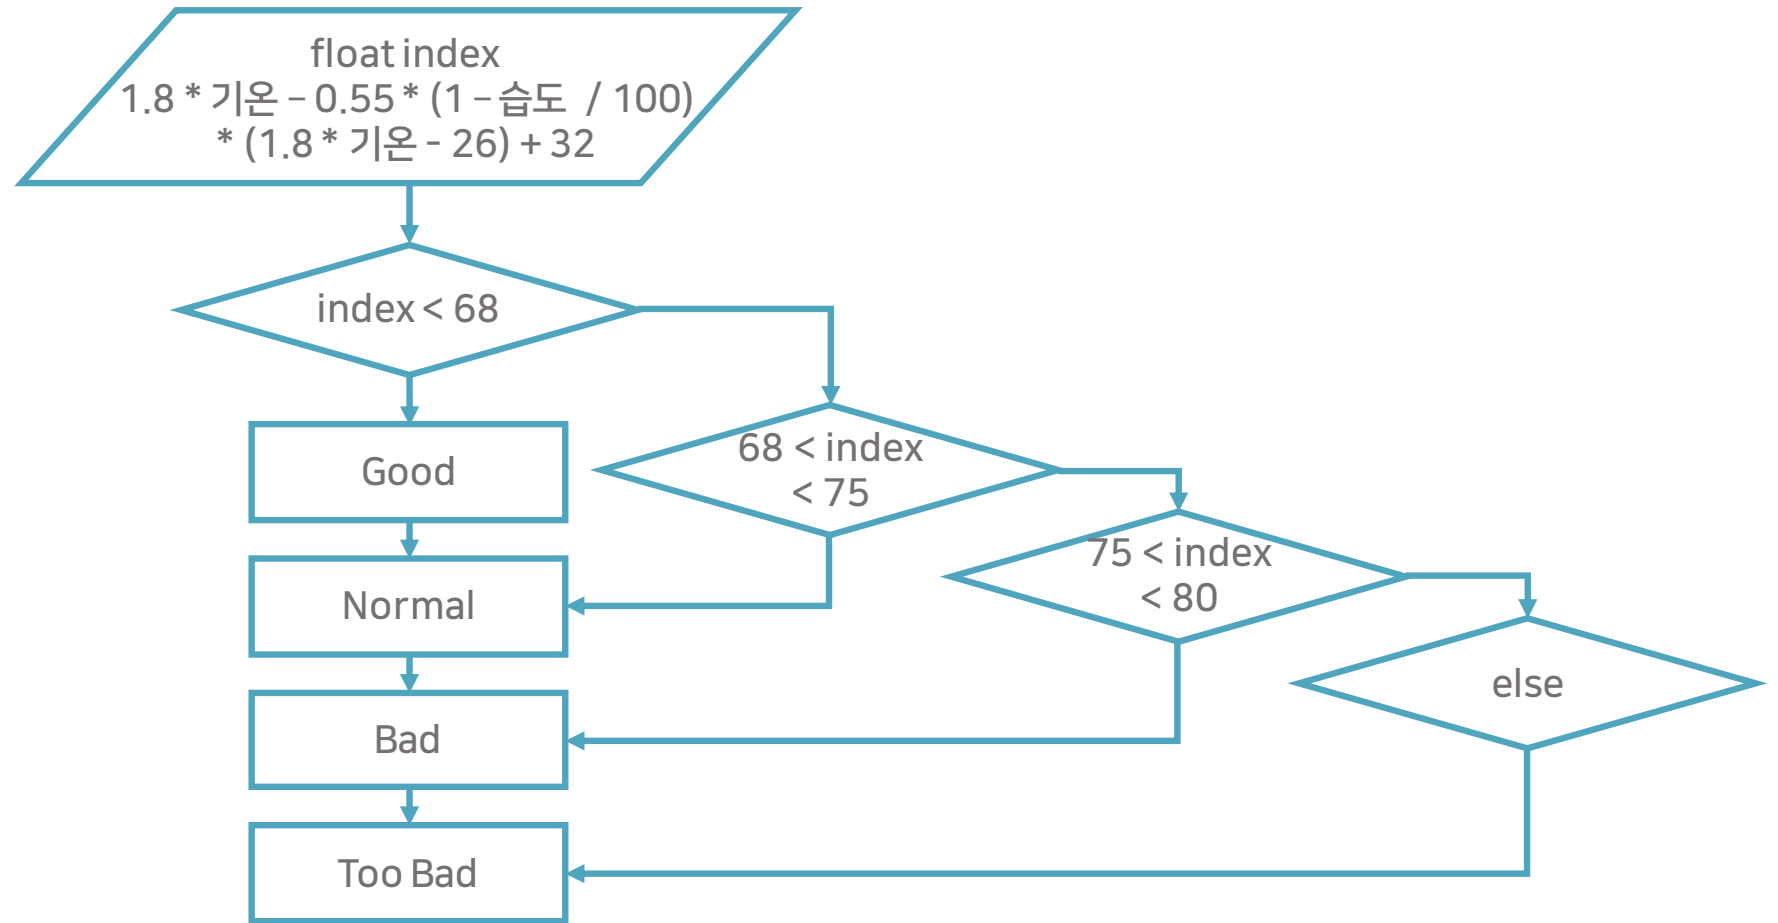 float index
1.8 * 기온 – 0.55 * (1 – 습도 / 100)
* (1.8 * 기온 - 26) + 32
index < 68
Good
68 < index
< 75
75 < index
< 80
Normal
else
Bad
Too Bad